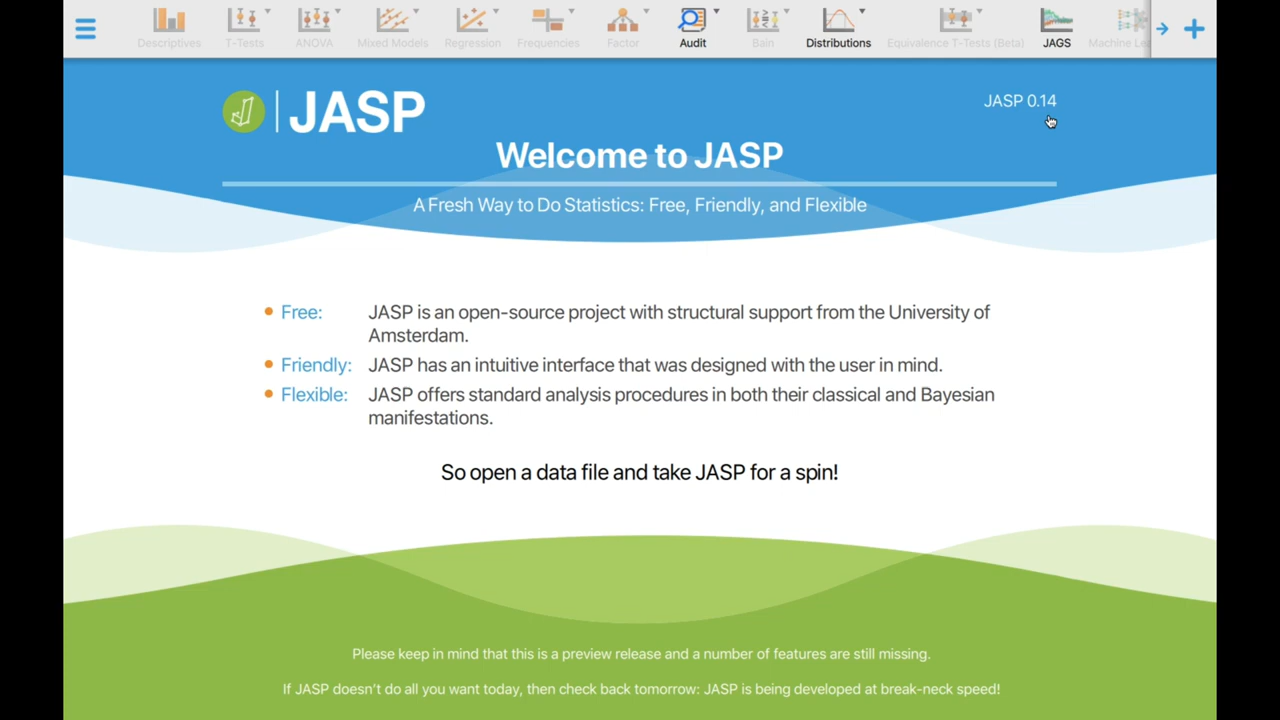 Descriptives
T-Tests
ANOVA
Mixed Models
Regression
Frequencies
Factor
Audit
Bain
Distributions
Equivalence T-Tests (Beta)
JAGS
Machine
JASP
JASP 0.14
Welcome to JASP
A Fresh Way to Do Statistics: Free, Friendly, and Flexible
Free: JASP is an open-source project with structural support from the University of
Amsterdam.
Friendly: JASP has an intuitive interface that was designed with the user in mind.
Flexible: JASP offers standard analysis procedures in both their classical and Bayesian
manifestations.
So open a data file and take JASP for a spin!
Please keep in mind that this is a preview release and a number of features are still missing.
If JASP doesn't do all you want today, then check back tomorrow: JASP is being developed at break-neck speed!